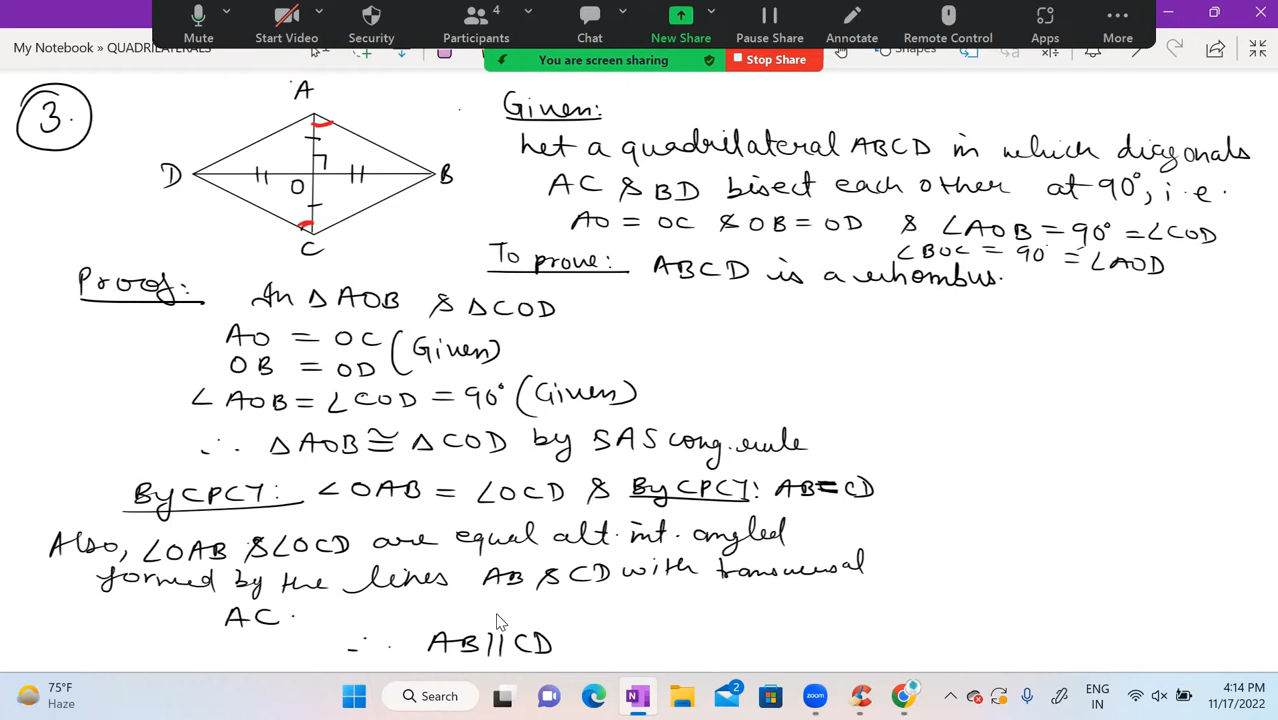 Mute
Start Video
Security
4
Participants
Chat
New Share
Pause Share
Annotate
Remote Control
Apps
More
My Notebook » QUADRILATERALS
Shapes
You are screen sharing
Stop Share
3.
A
D
O
B
C
Given:
Let a quadrilateral ABCD in which diagonals
AC & BD bisect each other at 90°, i.e.
AO = OC & OB = OD & ∠AOB = 90° = ∠COD
∠BOC = 90° = ∠AOD
To prove: ABCD is a rhombus.
Proof: In ΔAOB & ΔCOD
AO = OC
OB = OD (Given)
∠AOB = ∠COD = 90° (Given)
∴ ΔAOB ≅ ΔCOD by SAS cong. rule
By CPCT: ∠OAB = ∠OCD & By CPCT: AB = CD
Also, ∠OAB & ∠OCD are equal alt. int. angled
formed by the lines AB & CD with transversal
AC.
∴ AB || CD
75°F
Haze
Search
2
zoom
ENG
IN
4:14 PM
11/17/2022